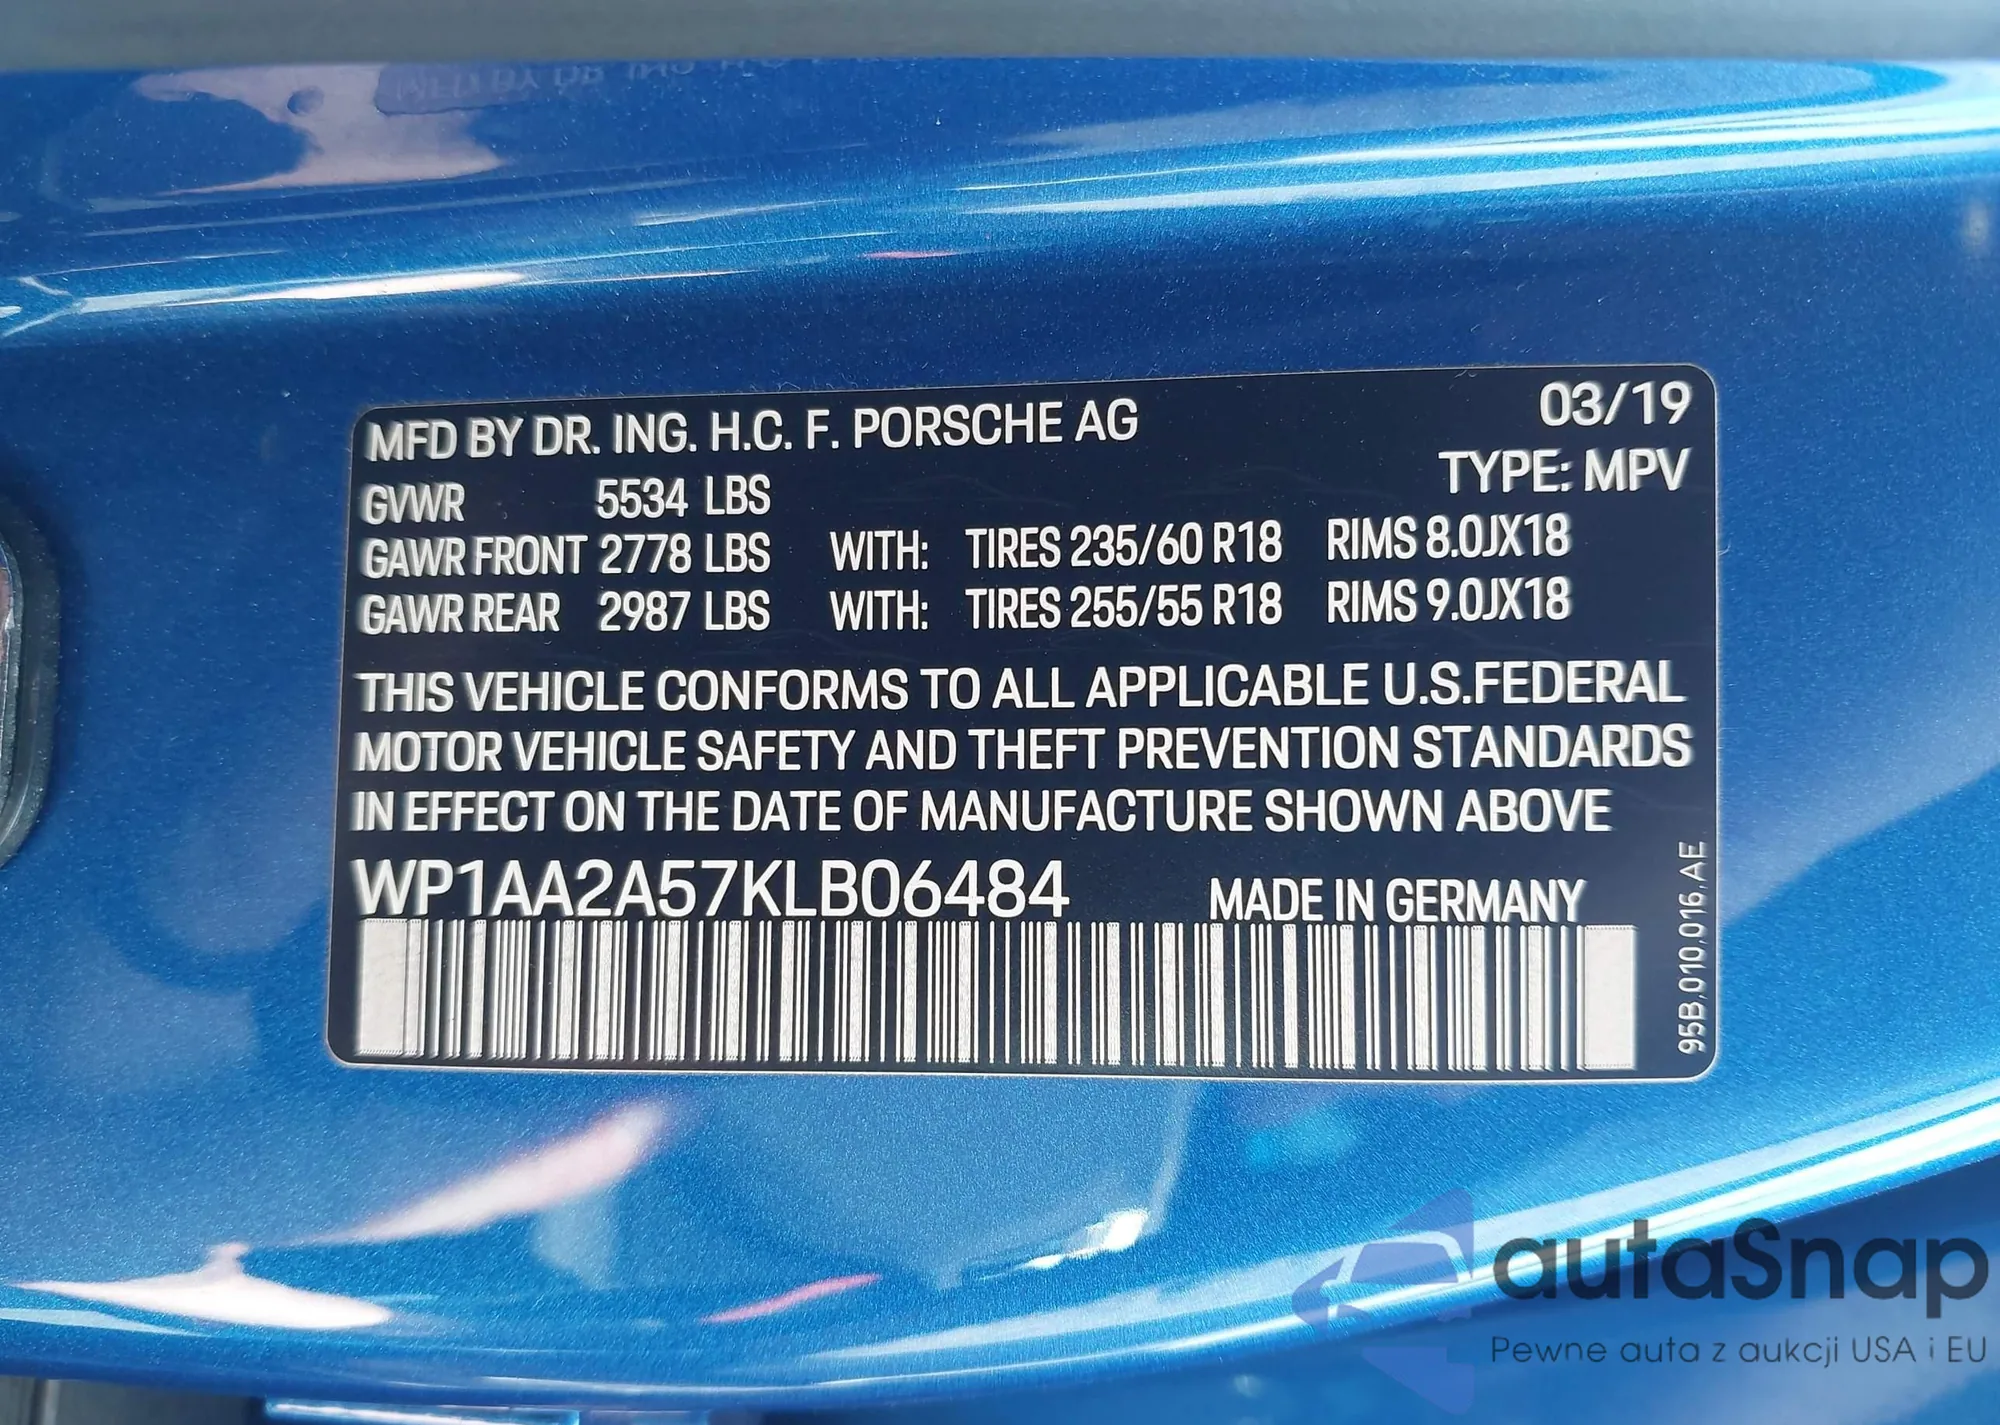 MFD BY DR. ING. H.C. F. PORSCHE AG 03/19
TYPE: MPV
GVWR 5534 LBS
GAWR FRONT 2778 LBS WITH: TIRES 235/60 R18 RIMS 8.0JX18
GAWR REAR 2987 LBS WITH: TIRES 255/55 R18 RIMS 9.0JX18
THIS VEHICLE CONFORMS TO ALL APPLICABLE U.S.FEDERAL
MOTOR VEHICLE SAFETY AND THEFT PREVENTION STANDARDS
IN EFFECT ON THE DATE OF MANUFACTURE SHOWN ABOVE
WP1AA2A57KLB06484 MADE IN GERMANY
95B.010.016.AE
autaSnap
Pewne auta z aukcji USA i EU